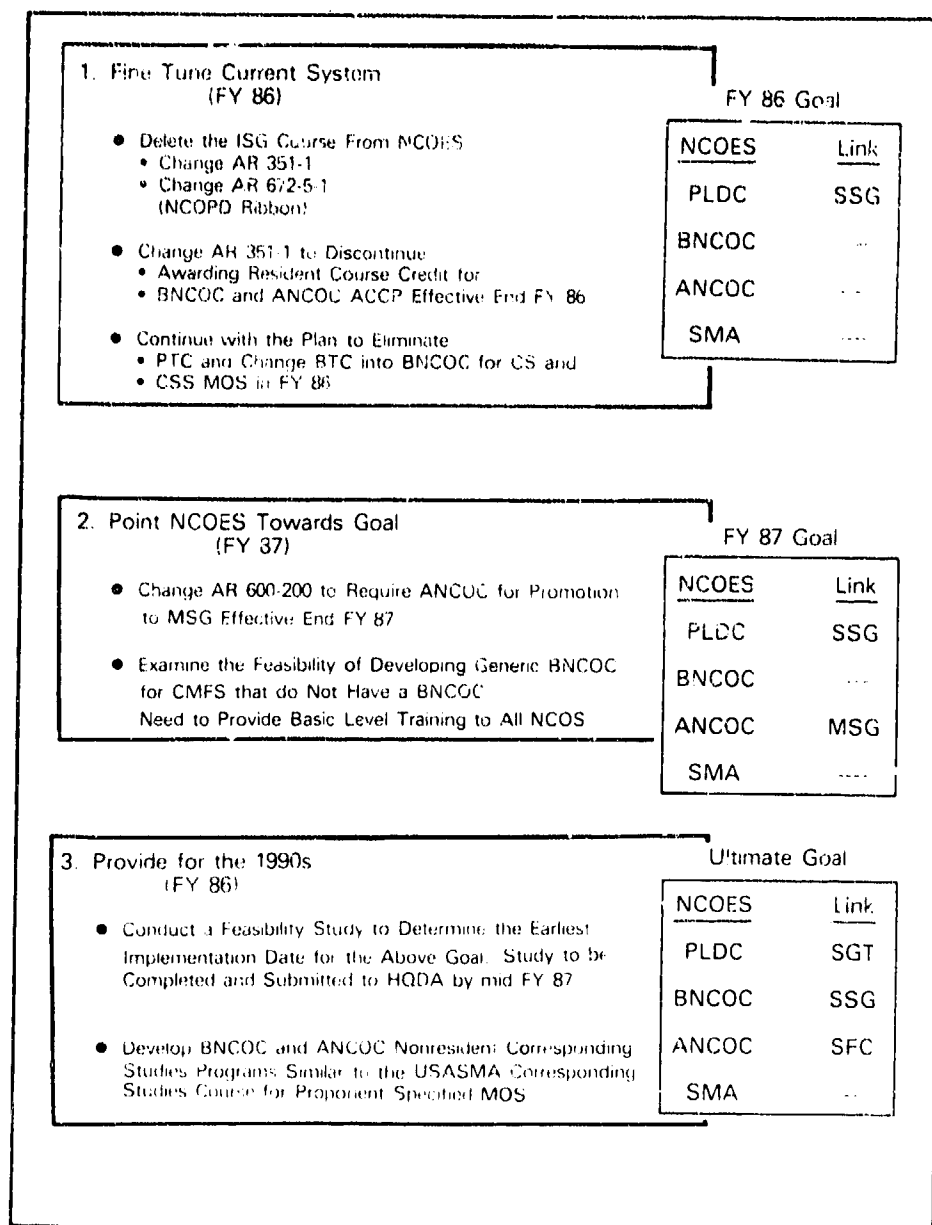 1. Fine Tune Current System
(FY 86)
● Delete the ISG Course From NCOES
• Change AR 351-1
• Change AR 672-5-1
(NCOPD Ribbon)
● Change AR 351-1 to Discontinue
• Awarding Resident Course Credit for
• BNCOC and ANCOC ACCP Effective End FY 86
● Continue with the Plan to Eliminate
• PTC and Change BTC into BNCOC for CS and
• CSS MOS in FY 86
FY 86 Goal
NCOES Link
PLDC SSG
BNCOC ---
ANCOC ---
SMA ----
2. Point NCOES Towards Goal
(FY 37)
● Change AR 600-200 to Require ANCOC for Promotion
to MSG Effective End FY 87
● Examine the Feasibility of Developing Generic BNCOC
for CMFS that do Not Have a BNCOC
Need to Provide Basic Level Training to All NCOS
FY 87 Goal
NCOES Link
PLDC SSG
BNCOC ---
ANCOC MSG
SMA ----
3. Provide for the 1990s
(FY 86)
● Conduct a Feasibility Study to Determine the Earliest
Implementation Date for the Above Goal. Study to be
Completed and Submitted to HQDA by mid FY 87
● Develop BNCOC and ANCOC Nonresident Corresponding
Studies Programs Similar to the USASMA Corresponding
Studies Course for Proponent Specified MOS
Ultimate Goal
NCOES Link
PLDC SGT
BNCOC SSG
ANCOC SFC
SMA ---